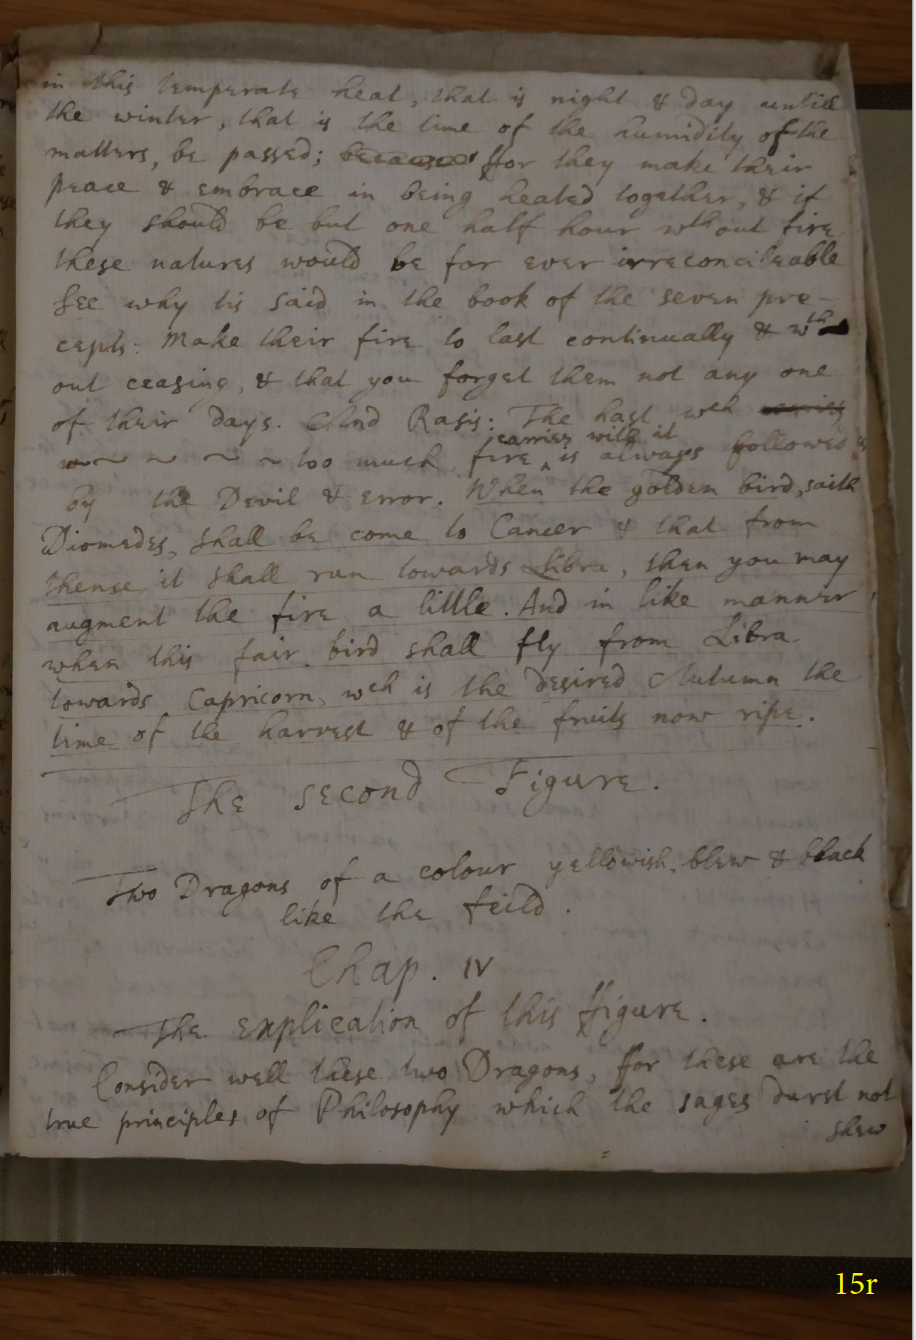 in this temperate heat, that is night & day untill
the winter, that is the time of the humidity of the
matters, be passed; because ffor they make their
peace & embrace in being heated together, & if
they should be but one half hour wthout fire
these natures would be for ever irreconcileable
See why tis said in the book of the seven pre-
cepts: Make their fire to last continually & wth
out ceasing, & that you forget them not any one
of their days. And Rasis: The hast wch carries
carries with it
too much fire ‸ is always followed
by the Devil & error. When the golden bird, saith
Diomedes, shall be come to Cancer & that from
thense it shall run towards Libra, then you may
augment the fire a little. And in like manner
when this fair bird shall fly from Libra
towards Capricorn, wch is the desired Autumn the
time of the harvest & of the fruits now ripe.
The second Figure.
Two Dragons of a colour yellowish, blew & black
like the feild.
Chap. IV
The explication of this ffigure.
Consider well these two Dragons, for these are the
true principles of Philosophy which the sages durst not
shew
15r